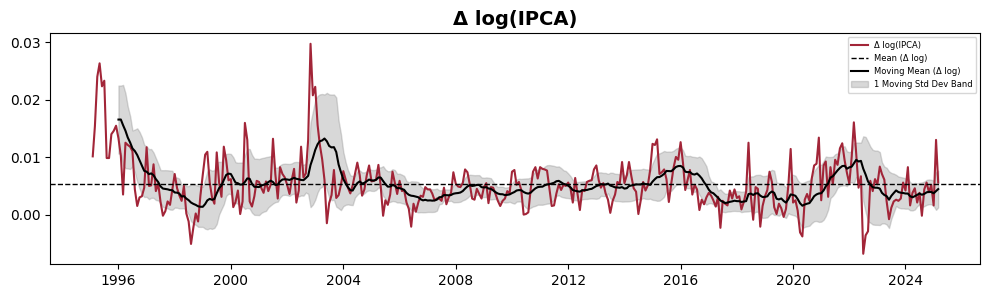 Δ log(IPCA)
Δ log(IPCA)
Mean (Δ log)
Moving Mean (Δ log)
1 Moving Std Dev Band
0.03
0.02
0.01
0.00
1996 2000 2004 2008 2012 2016 2020 2024